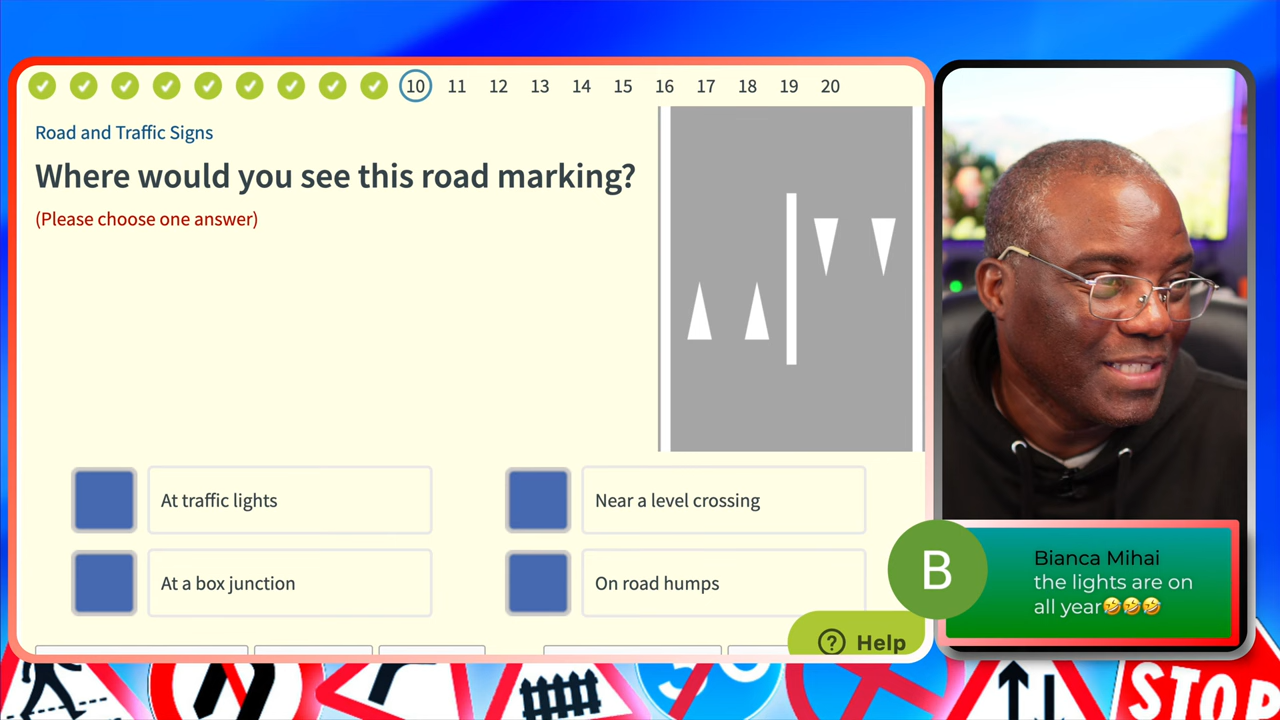 10 11 12 13 14 15 16 17 18 19 20
Road and Traffic Signs
Where would you see this road marking?
(Please choose one answer)
At traffic lights
Near a level crossing
At a box junction
On road humps
? Help
B
Bianca Mihai
the lights are on
all year🤣🤣🤣
STOP